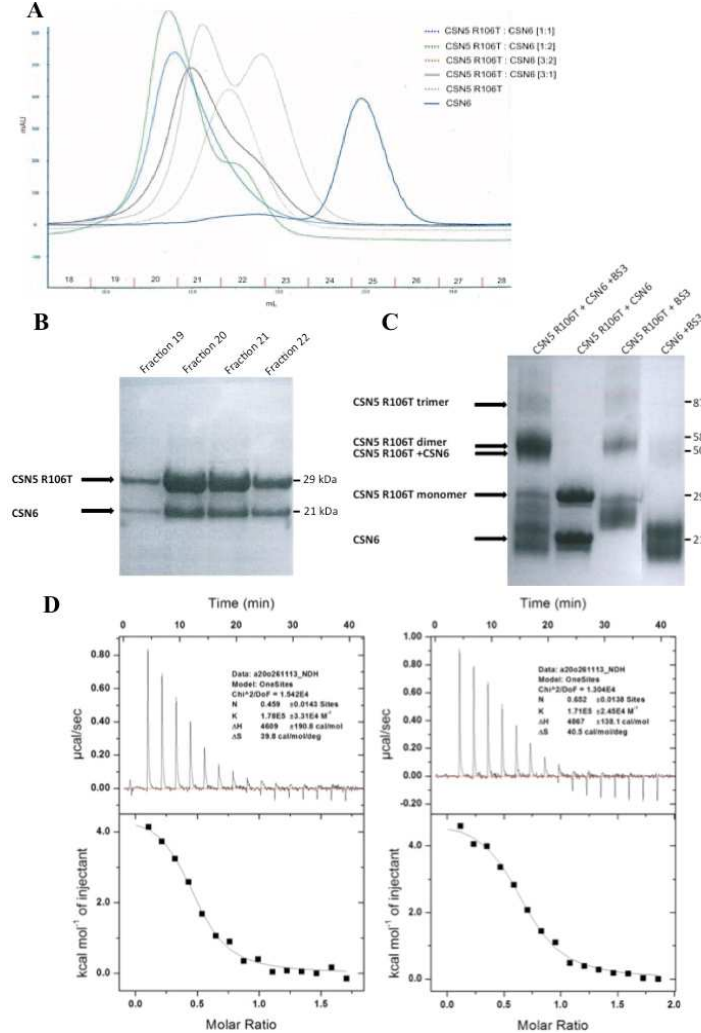 A
CSN5 R106T : CSN6 [1:1]
CSN5 R106T : CSN6 [1:2]
CSN5 R106T : CSN6 [3:2]
CSN5 R106T : CSN6 [3:1]
CSN5 R106T
CSN6
mAU
18 19 20 21 22 23 24 25 26 27 28
mL
B
Fraction 19
Fraction 20
Fraction 21
Fraction 22
CSN5 R106T
29 kDa
CSN6
21 kDa
C
CSN5 R106T + CSN6 +BS3
CSN5 R106T + CSN6
CSN5 R106T + BS3
CSN6 +BS3
CSN5 R106T trimer
87
CSN5 R106T dimer
58
CSN5 R106T +CSN6
50
CSN5 R106T monomer
29
CSN6
21
D
Time (min)
0 10 20 30 40
0.80
0.60
0.40
0.20
0.00
µcal/sec
Data: a20o261113_NDH
Model: OneSites
Chi^2/DoF = 1.542E4
N 0.459 ±0.0143 Sites
K 1.78E5 ±3.31E4 M⁻¹
ΔH 4609 ±190.8 cal/mol
ΔS 39.8 cal/mol/deg
4.0
2.0
0.0
kcal mol⁻¹ of injectant
0.0 0.5 1.0 1.5
Molar Ratio
Time (min)
0 10 20 30 40
1.00
0.80
0.60
0.40
0.20
0.00
-0.20
µcal/sec
Data: a20o261113_NDH
Model: OneSites
Chi^2/DoF = 1.304E4
N 0.652 ±0.0138 Sites
K 1.71E5 ±2.45E4 M⁻¹
ΔH 4867 ±138.1 cal/mol
ΔS 40.5 cal/mol/deg
4.0
2.0
0.0
kcal mol⁻¹ of injectant
0.0 0.5 1.0 1.5 2.0
Molar Ratio